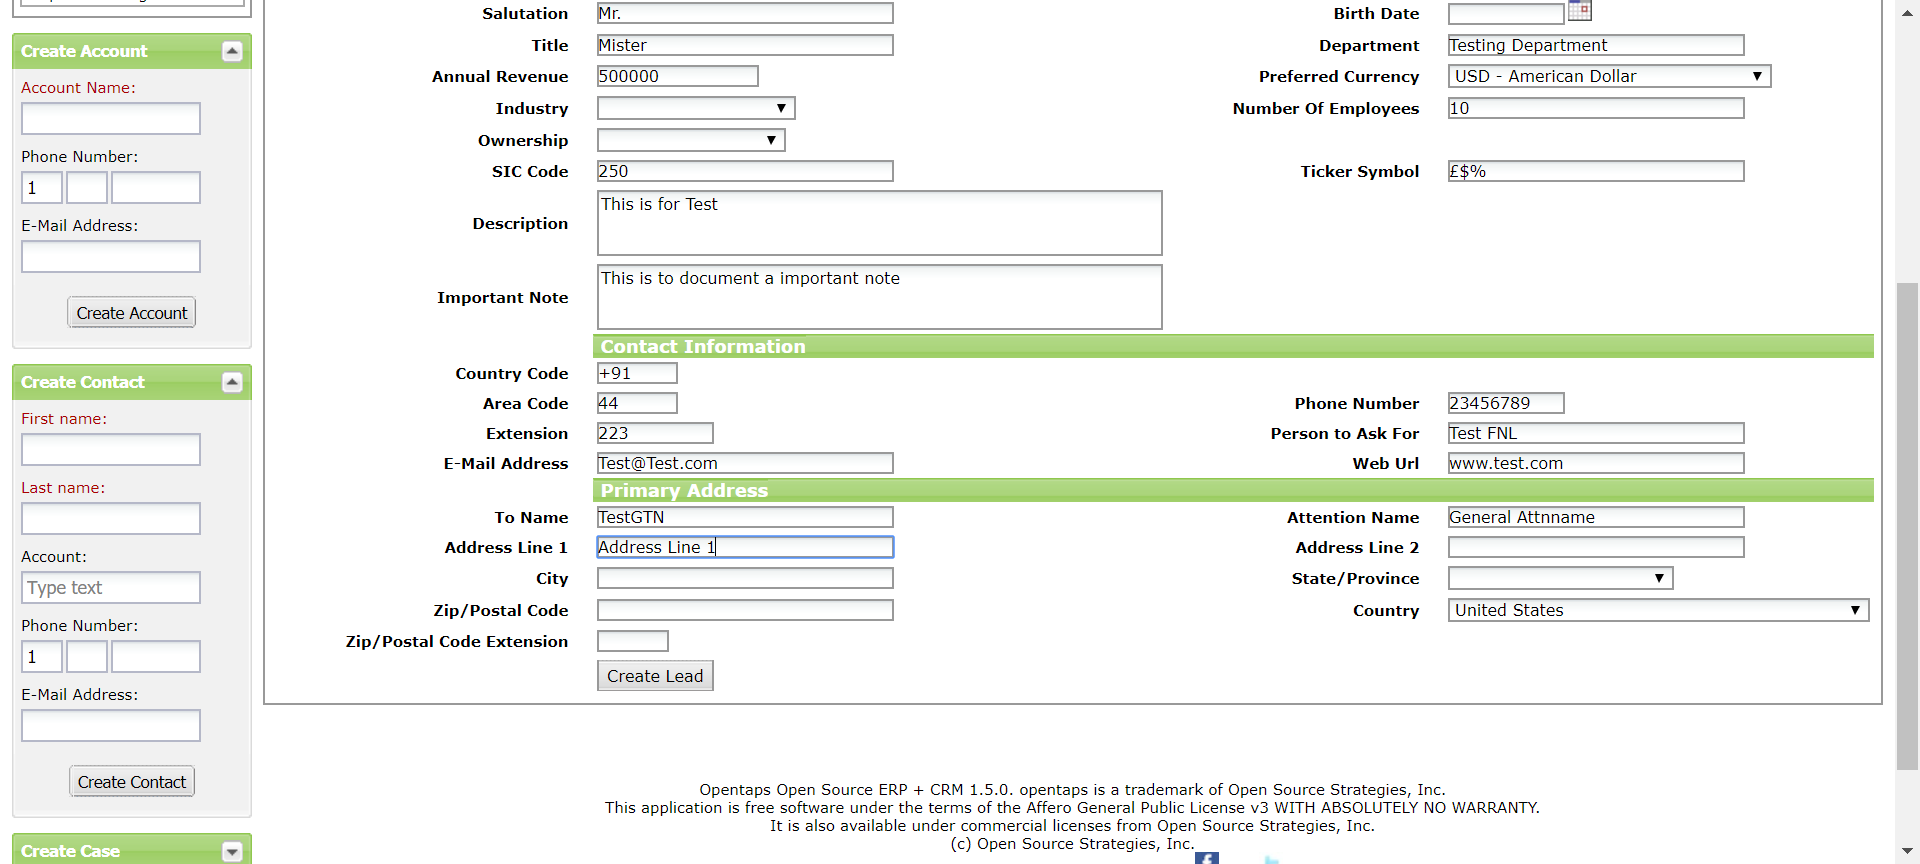 Create Account
Account Name:
Phone Number:
1
E-Mail Address:
Create Account
Create Contact
First name:
Last name:
Account:
Type text
Phone Number:
1
E-Mail Address:
Create Contact
Create Case
Salutation Mr. Birth Date
Title Mister Department Testing Department
Annual Revenue 500000 Preferred Currency USD - American Dollar
Industry Number Of Employees 10
Ownership
SIC Code 250 Ticker Symbol £$%
Description This is for Test
Important Note This is to document a important note
Contact Information
Country Code +91
Area Code 44 Phone Number 23456789
Extension 223 Person to Ask For Test FNL
E-Mail Address Test@Test.com Web Url www.test.com
Primary Address
To Name TestGTN Attention Name General Attnname
Address Line 1 Address Line 1 Address Line 2
City State/Province
Zip/Postal Code Country United States
Zip/Postal Code Extension
Create Lead
Opentaps Open Source ERP + CRM 1.5.0. opentaps is a trademark of Open Source Strategies, Inc.
This application is free software under the terms of the Affero General Public License v3 WITH ABSOLUTELY NO WARRANTY.
It is also available under commercial licenses from Open Source Strategies, Inc.
(c) Open Source Strategies, Inc.